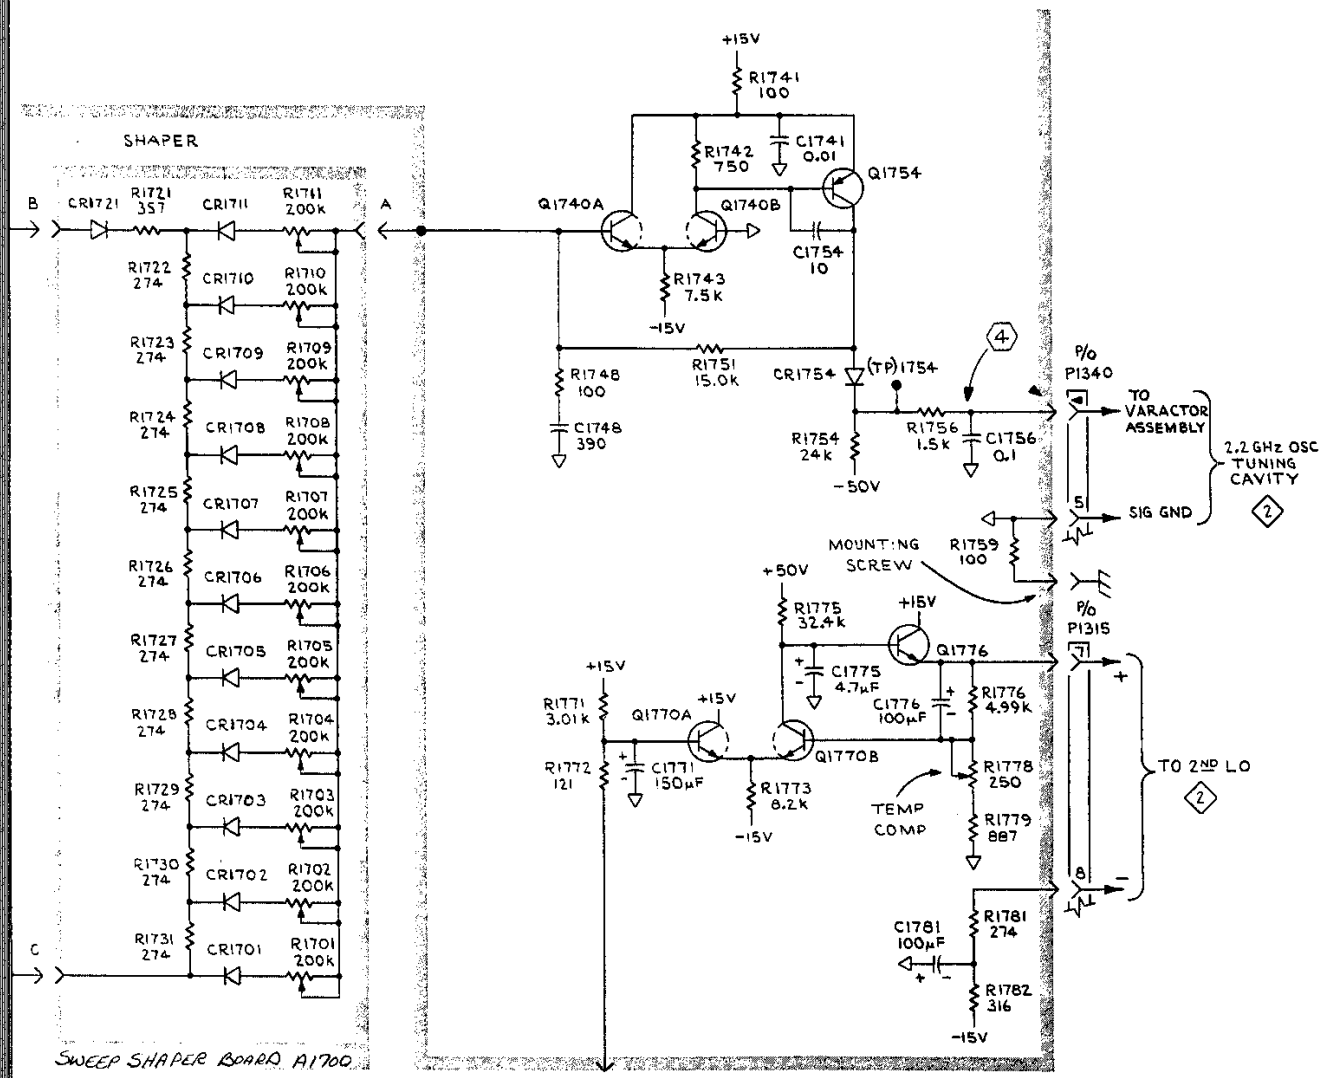 SHAPER
B
CR1721
R1721
357
CR1711
R1711
200K
A
R1722
274
CR1710
R1710
200K
R1723
274
CR1709
R1709
200K
R1724
274
CR1708
R1708
200K
R1725
274
CR1707
R1707
200K
R1726
274
CR1706
R1706
200K
R1727
274
CR1705
R1705
200K
R1728
274
CR1704
R1704
200K
R1729
274
CR1703
R1703
200K
R1730
274
CR1702
R1702
200K
C
R1731
274
CR1701
R1701
200K
SWEEP SHAPER BOARD A1700
+15V
R1741
100
R1742
750
C1741
0.01
Q1754
Q1740A
Q1740B
C1754
10
R1743
7.5K
-15V
R1748
100
C1748
390
R1751
15.0K
CR1754
(TP)1754
4
R1754
24K
-50V
R1756
1.5K
C1756
0.1
P/O
P1340
TO
VARACTOR
ASSEMBLY
2.2 GHz OSC
TUNING
CAVITY
2
5
SIG GND
R1759
100
MOUNTING
SCREW
P/O
P1315
+50V
R1775
32.4K
+15V
Q1776
7
+
C1775
4.7µF
+
-
C1776
100µF
+
-
R1776
4.99K
+15V
R1771
3.01K
Q1770A
+15V
R1772
121
+
-
C1771
150µF
Q1770B
R1773
8.2K
-15V
TEMP
COMP
R1778
250
R1779
887
TO 2ND LO
2
8
-
C1781
100µF
+
-
R1781
274
R1782
316
-15V